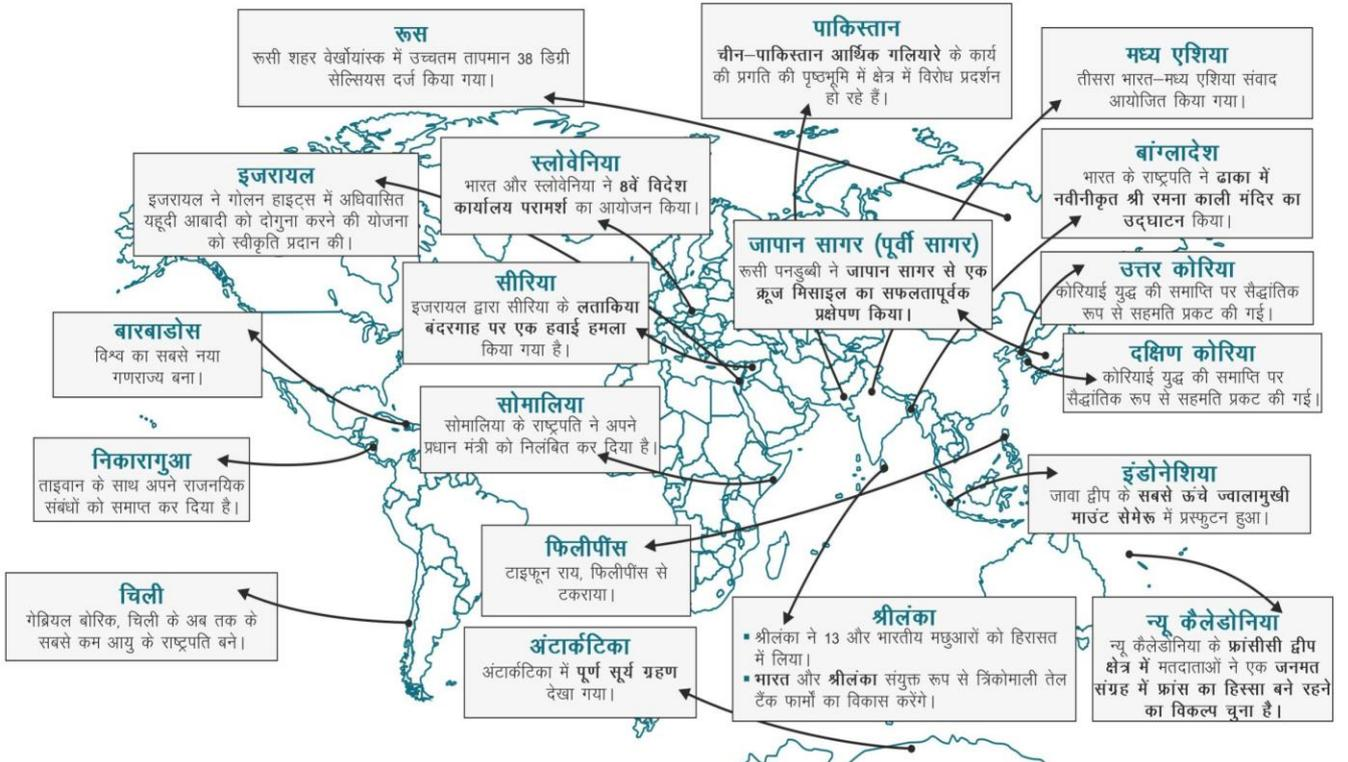 रूस
रूसी शहर वेर्खोयांस्क में उच्चतम तापमान 38 डिग्री
सेल्सियस दर्ज किया गया।
पाकिस्तान
चीन–पाकिस्तान आर्थिक गलियारे के कार्य
की प्रगति की पृष्ठभूमि में क्षेत्र में विरोध प्रदर्शन
हो रहे हैं।
मध्य एशिया
तीसरा भारत–मध्य एशिया संवाद
आयोजित किया गया।
इजरायल
इजरायल ने गोलन हाइट्स में अधिवासित
यहूदी आबादी को दोगुना करने की योजना
को स्वीकृति प्रदान की।
स्लोवेनिया
भारत और स्लोवेनिया ने 8वें विदेश
कार्यालय परामर्श का आयोजन किया।
बांग्लादेश
भारत के राष्ट्रपति ने ढाका में
नवीनीकृत श्री रमना काली मंदिर का
उद्घाटन किया।
जापान सागर (पूर्वी सागर)
रूसी पनडुब्बी ने जापान सागर से एक
क्रूज मिसाइल का सफलतापूर्वक
प्रक्षेपण किया।
उत्तर कोरिया
कोरियाई युद्ध की समाप्ति पर सैद्धांतिक
रूप से सहमति प्रकट की गई।
सीरिया
इजरायल द्वारा सीरिया के लताकिया
बंदरगाह पर एक हवाई हमला
किया गया है।
बारबाडोस
विश्व का सबसे नया
गणराज्य बना।
दक्षिण कोरिया
कोरियाई युद्ध की समाप्ति पर
सैद्धांतिक रूप से सहमति प्रकट की गई।
सोमालिया
सोमालिया के राष्ट्रपति ने अपने
प्रधान मंत्री को निलंबित कर दिया है।
निकारागुआ
ताइवान के साथ अपने राजनयिक
संबंधों को समाप्त कर दिया है।
इंडोनेशिया
जावा द्वीप के सबसे ऊंचे ज्वालामुखी
माउंट सेमेरू में प्रस्फुटन हुआ।
फिलीपींस
टाइफून राय, फिलीपींस से
टकराया।
चिली
गेब्रियल बोरिक, चिली के अब तक के
सबसे कम आयु के राष्ट्रपति बने।
श्रीलंका
▪ श्रीलंका ने 13 और भारतीय मछुआरों को हिरासत
में लिया।
▪ भारत और श्रीलंका संयुक्त रूप से त्रिंकोमाली तेल
टैंक फार्मों का विकास करेंगे।
न्यू कैलेडोनिया
न्यू कैलेडोनिया के फ्रांसीसी द्वीप
क्षेत्र में मतदाताओं ने एक जनमत
संग्रह में फ्रांस का हिस्सा बने रहने
का विकल्प चुना है।
अंटार्कटिका
अंटार्कटिका में पूर्ण सूर्य ग्रहण
देखा गया।